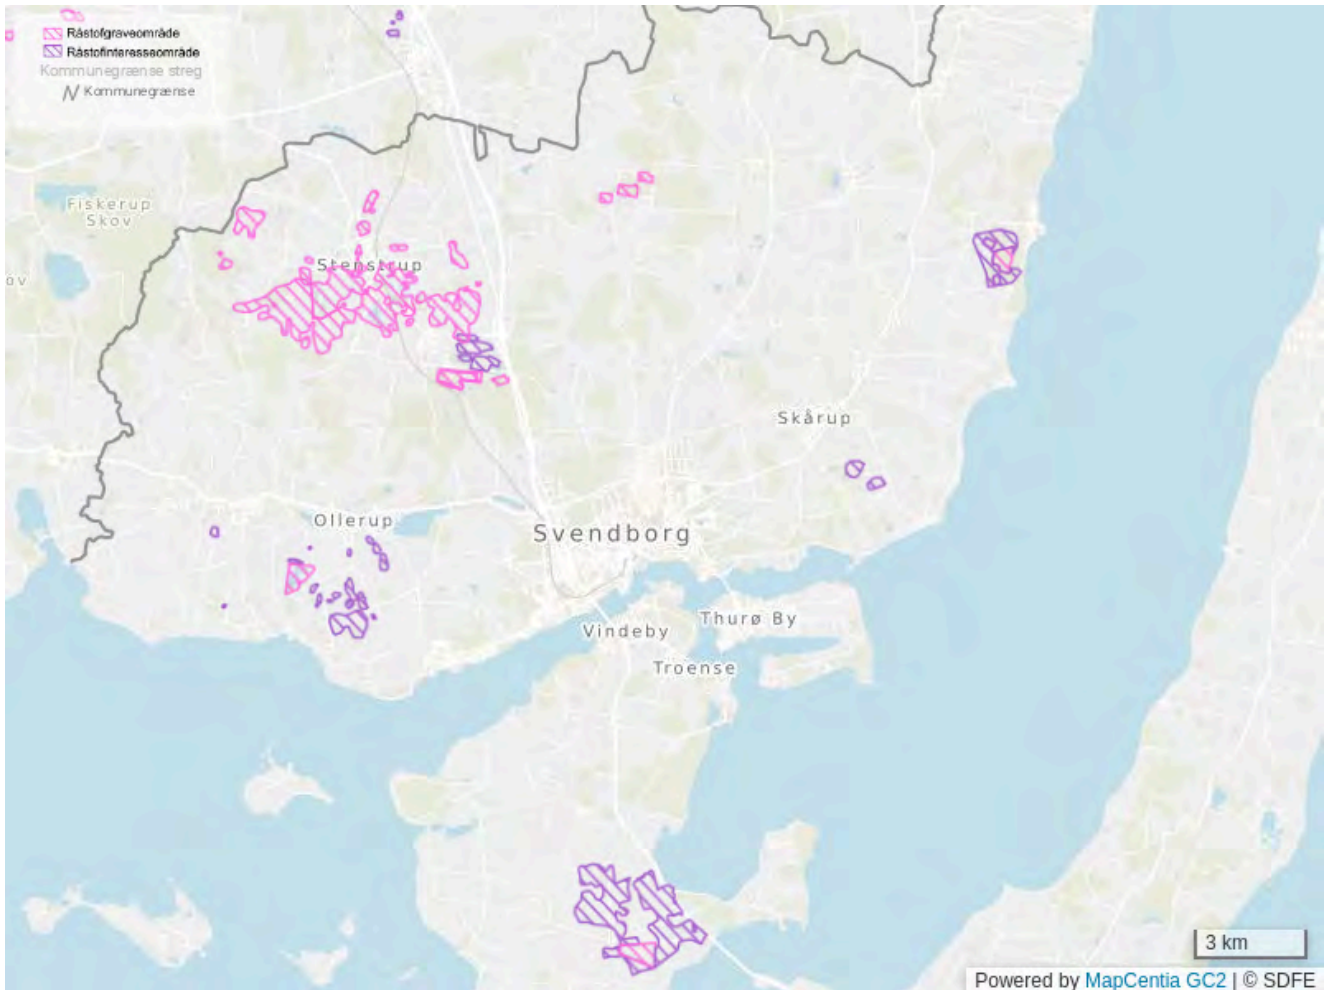 Råstofgraveområde
Råstofinteresseområde
Kommunegrænse streg
Kommunegrænse
Fiskerup
Skov
ov
Stenstrup
Skårup
Ollerup
Svendborg
Thurø By
Vindeby
Troense
3 km
Powered by MapCentia GC2 | © SDFE